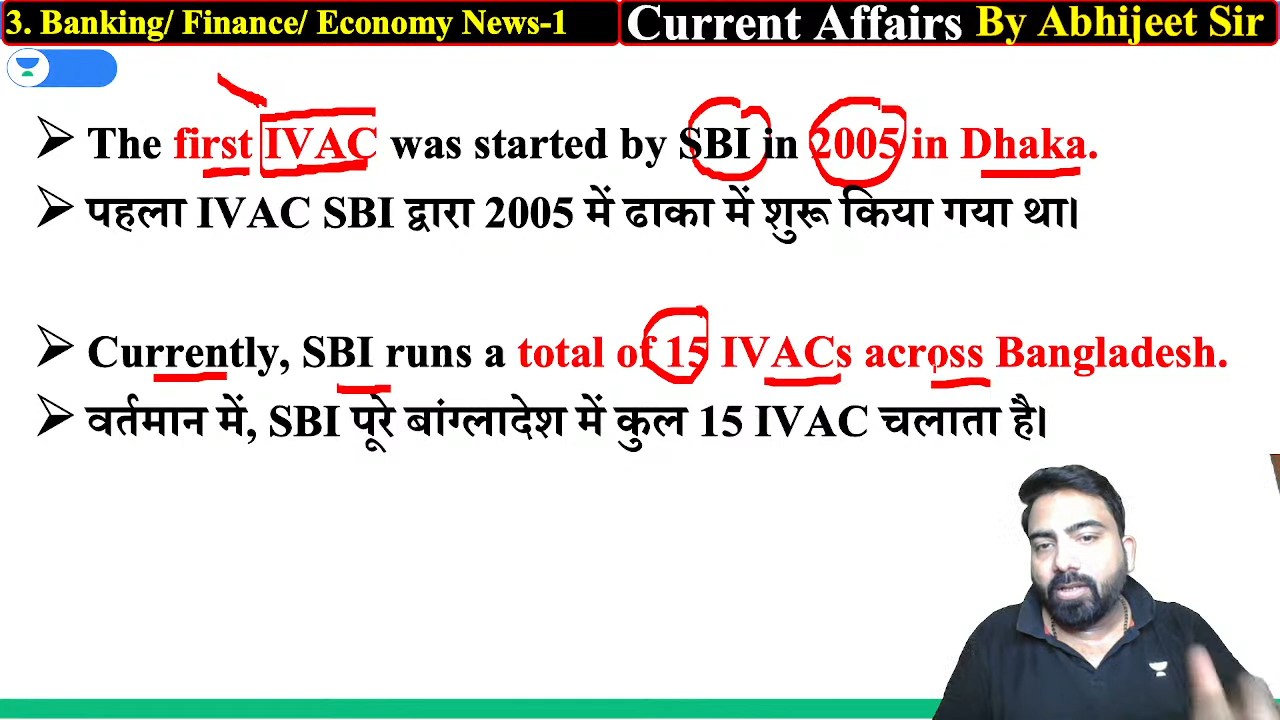 3. Banking/ Finance/ Economy News-1
Current Affairs By Abhijeet Sir
The first IVAC was started by SBI in 2005 in Dhaka.
पहला IVAC SBI द्वारा 2005 में ढाका में शुरू किया गया था।
Currently, SBI runs a total of 15 IVACs across Bangladesh.
वर्तमान में, SBI पूरे बांग्लादेश में कुल 15 IVAC चलाता है।